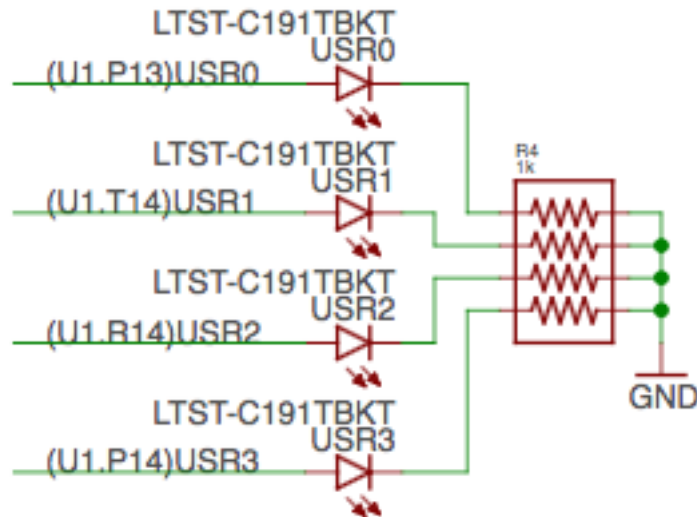 LTST-C191TBKT
USR0
(U1.P13)USR0
R4
1k
LTST-C191TBKT
USR1
(U1.T14)USR1
LTST-C191TBKT
USR2
(U1.R14)USR2
GND
LTST-C191TBKT
USR3
(U1.P14)USR3